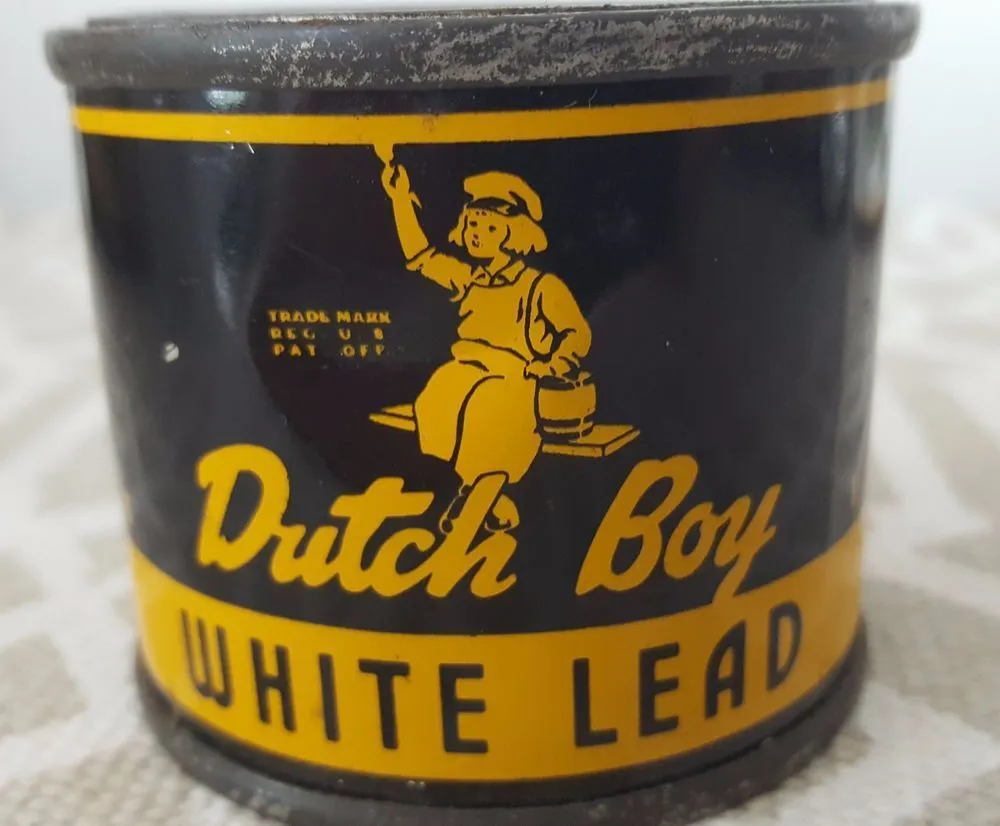 TRADE MARK
REG U S
PAT OFF
Dutch Boy
WHITE LEAD